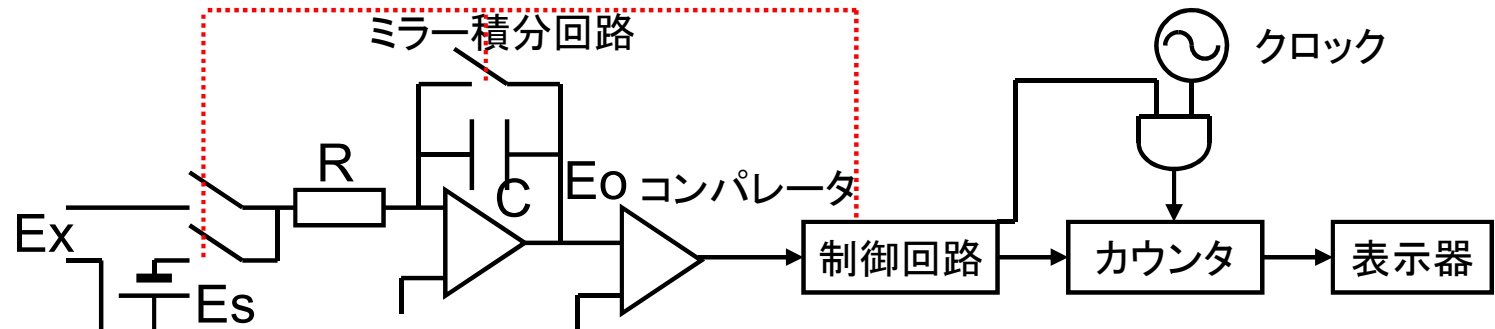 ミラー積分回路
クロック
R
C
Eo
コンパレータ
Ex
Es
制御回路
カウンタ
表示器